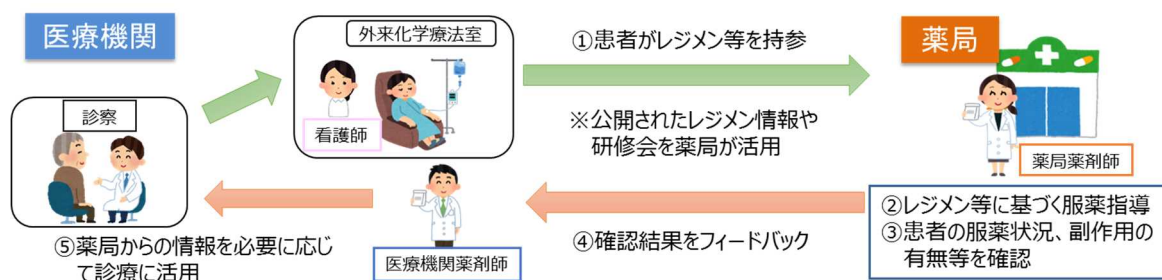 医療機関
診察
外来化学療法室
看護師
①患者がレジメン等を持参
※公開されたレジメン情報や
研修会を薬局が活用
薬局
薬局薬剤師
②レジメン等に基づく服薬指導
③患者の服薬状況、副作用の
有無等を確認
④確認結果をフィードバック
医療機関薬剤師
⑤薬局からの情報を必要に応じ
て診療に活用